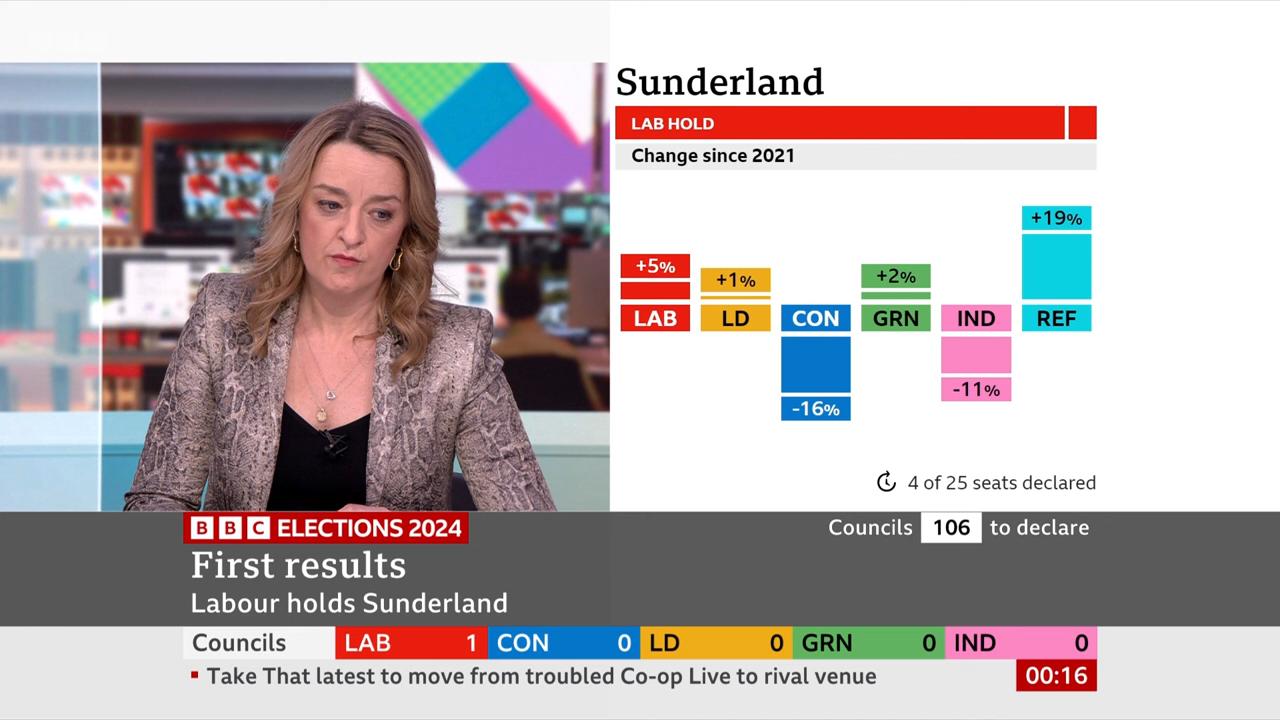 Sunderland
LAB HOLD
Change since 2021
+5%
+1%
+2%
+19%
LAB
LD
CON
GRN
IND
REF
-16%
-11%
4 of 25 seats declared
BBC ELECTIONS 2024
Councils 106 to declare
First results
Labour holds Sunderland
Councils LAB 1 CON 0 LD 0 GRN 0 IND 0
Take That latest to move from troubled Co-op Live to rival venue
00:16